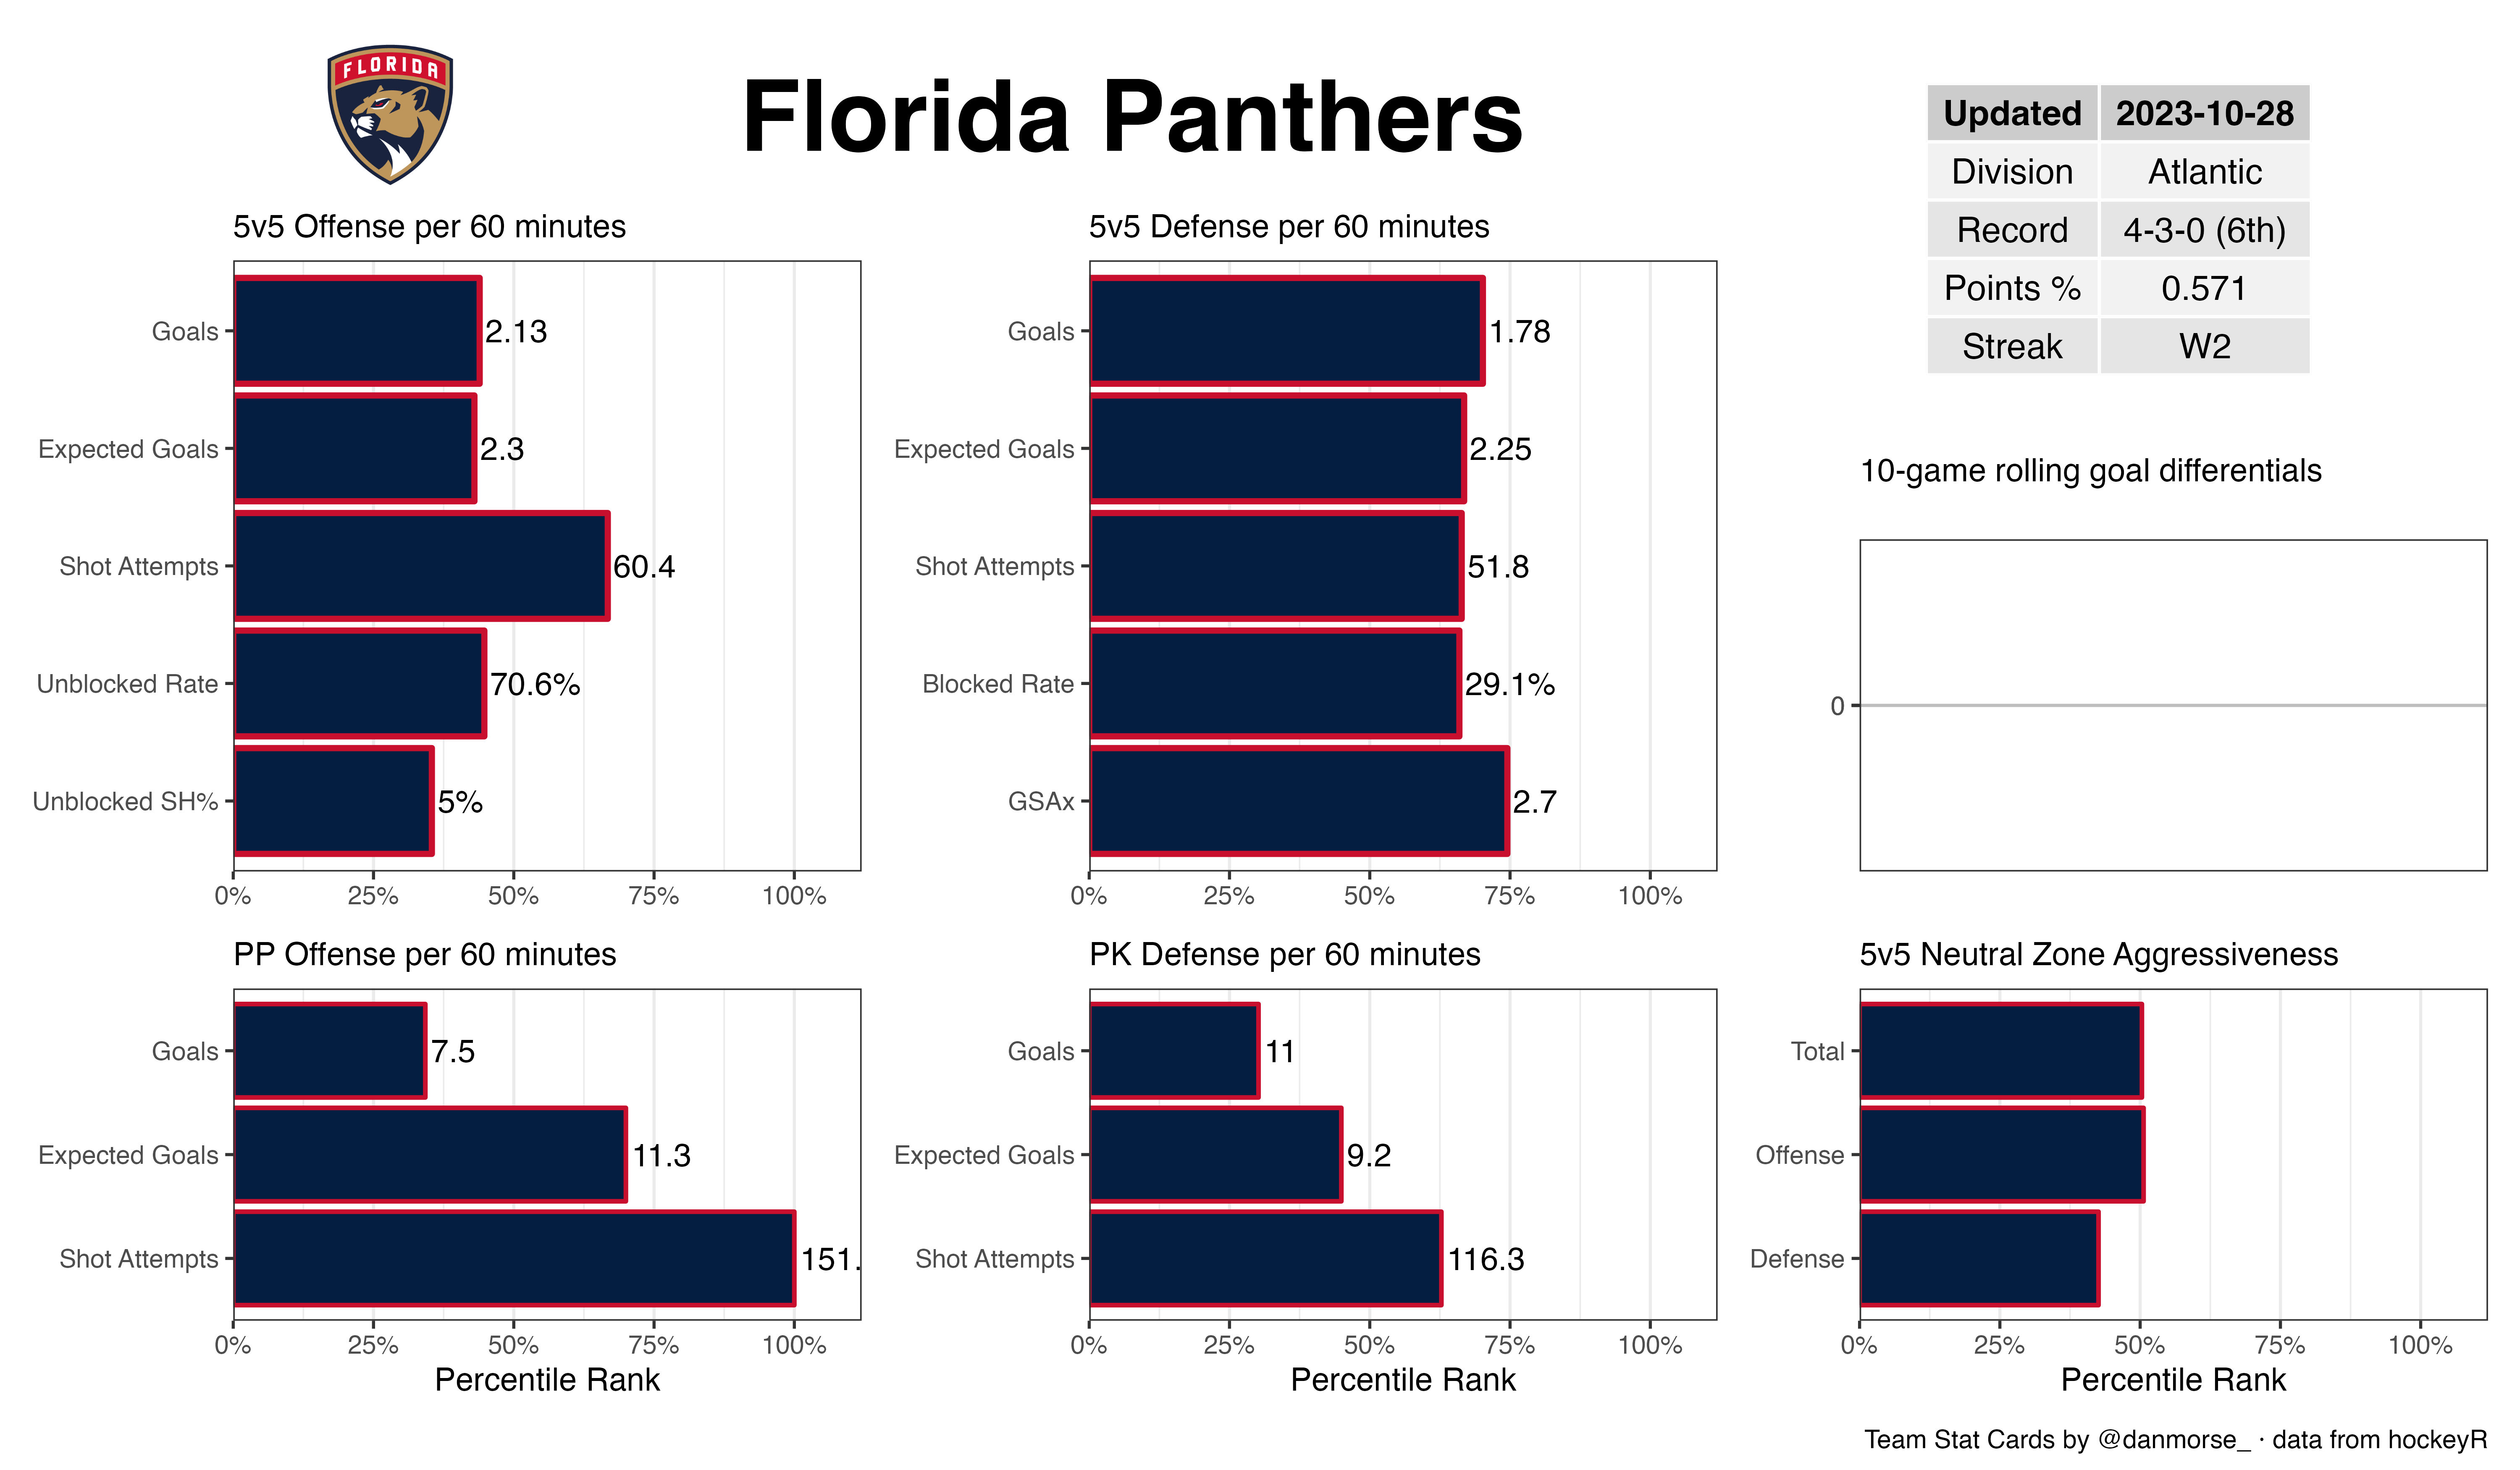 FLORIDA
Florida Panthers
Updated 2023-10-28
Division Atlantic
Record 4-3-0 (6th)
Points % 0.571
Streak W2
5v5 Offense per 60 minutes
Goals 2.13
Expected Goals 2.3
Shot Attempts 60.4
Unblocked Rate 70.6%
Unblocked SH% 5%
0% 25% 50% 75% 100%
5v5 Defense per 60 minutes
Goals 1.78
Expected Goals 2.25
Shot Attempts 51.8
Blocked Rate 29.1%
GSAx 2.7
0% 25% 50% 75% 100%
10-game rolling goal differentials
0
PP Offense per 60 minutes
Goals 7.5
Expected Goals 11.3
Shot Attempts 151.
0% 25% 50% 75% 100%
Percentile Rank
PK Defense per 60 minutes
Goals 11
Expected Goals 9.2
Shot Attempts 116.3
0% 25% 50% 75% 100%
Percentile Rank
5v5 Neutral Zone Aggressiveness
Total
Offense
Defense
0% 25% 50% 75% 100%
Percentile Rank
Team Stat Cards by @danmorse_ · data from hockeyR